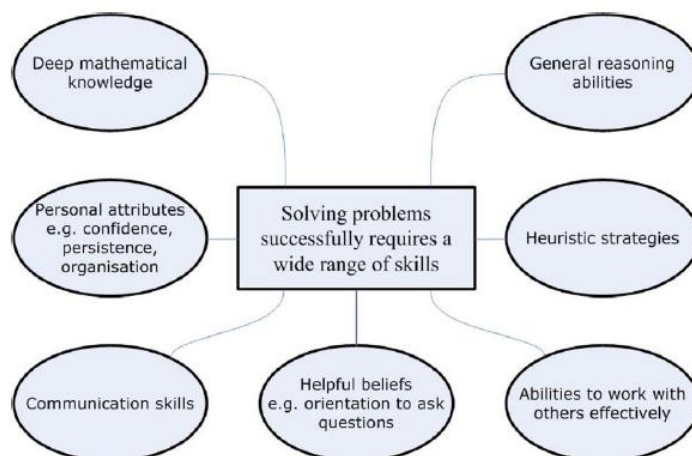 Deep mathematical
knowledge
General reasoning
abilities
Personal attributes
e.g. confidence,
persistence,
organisation
Solving problems
successfully requires a
wide range of skills
Heuristic strategies
Communication skills
Helpful beliefs
e.g. orientation to ask
questions
Abilities to work with
others effectively